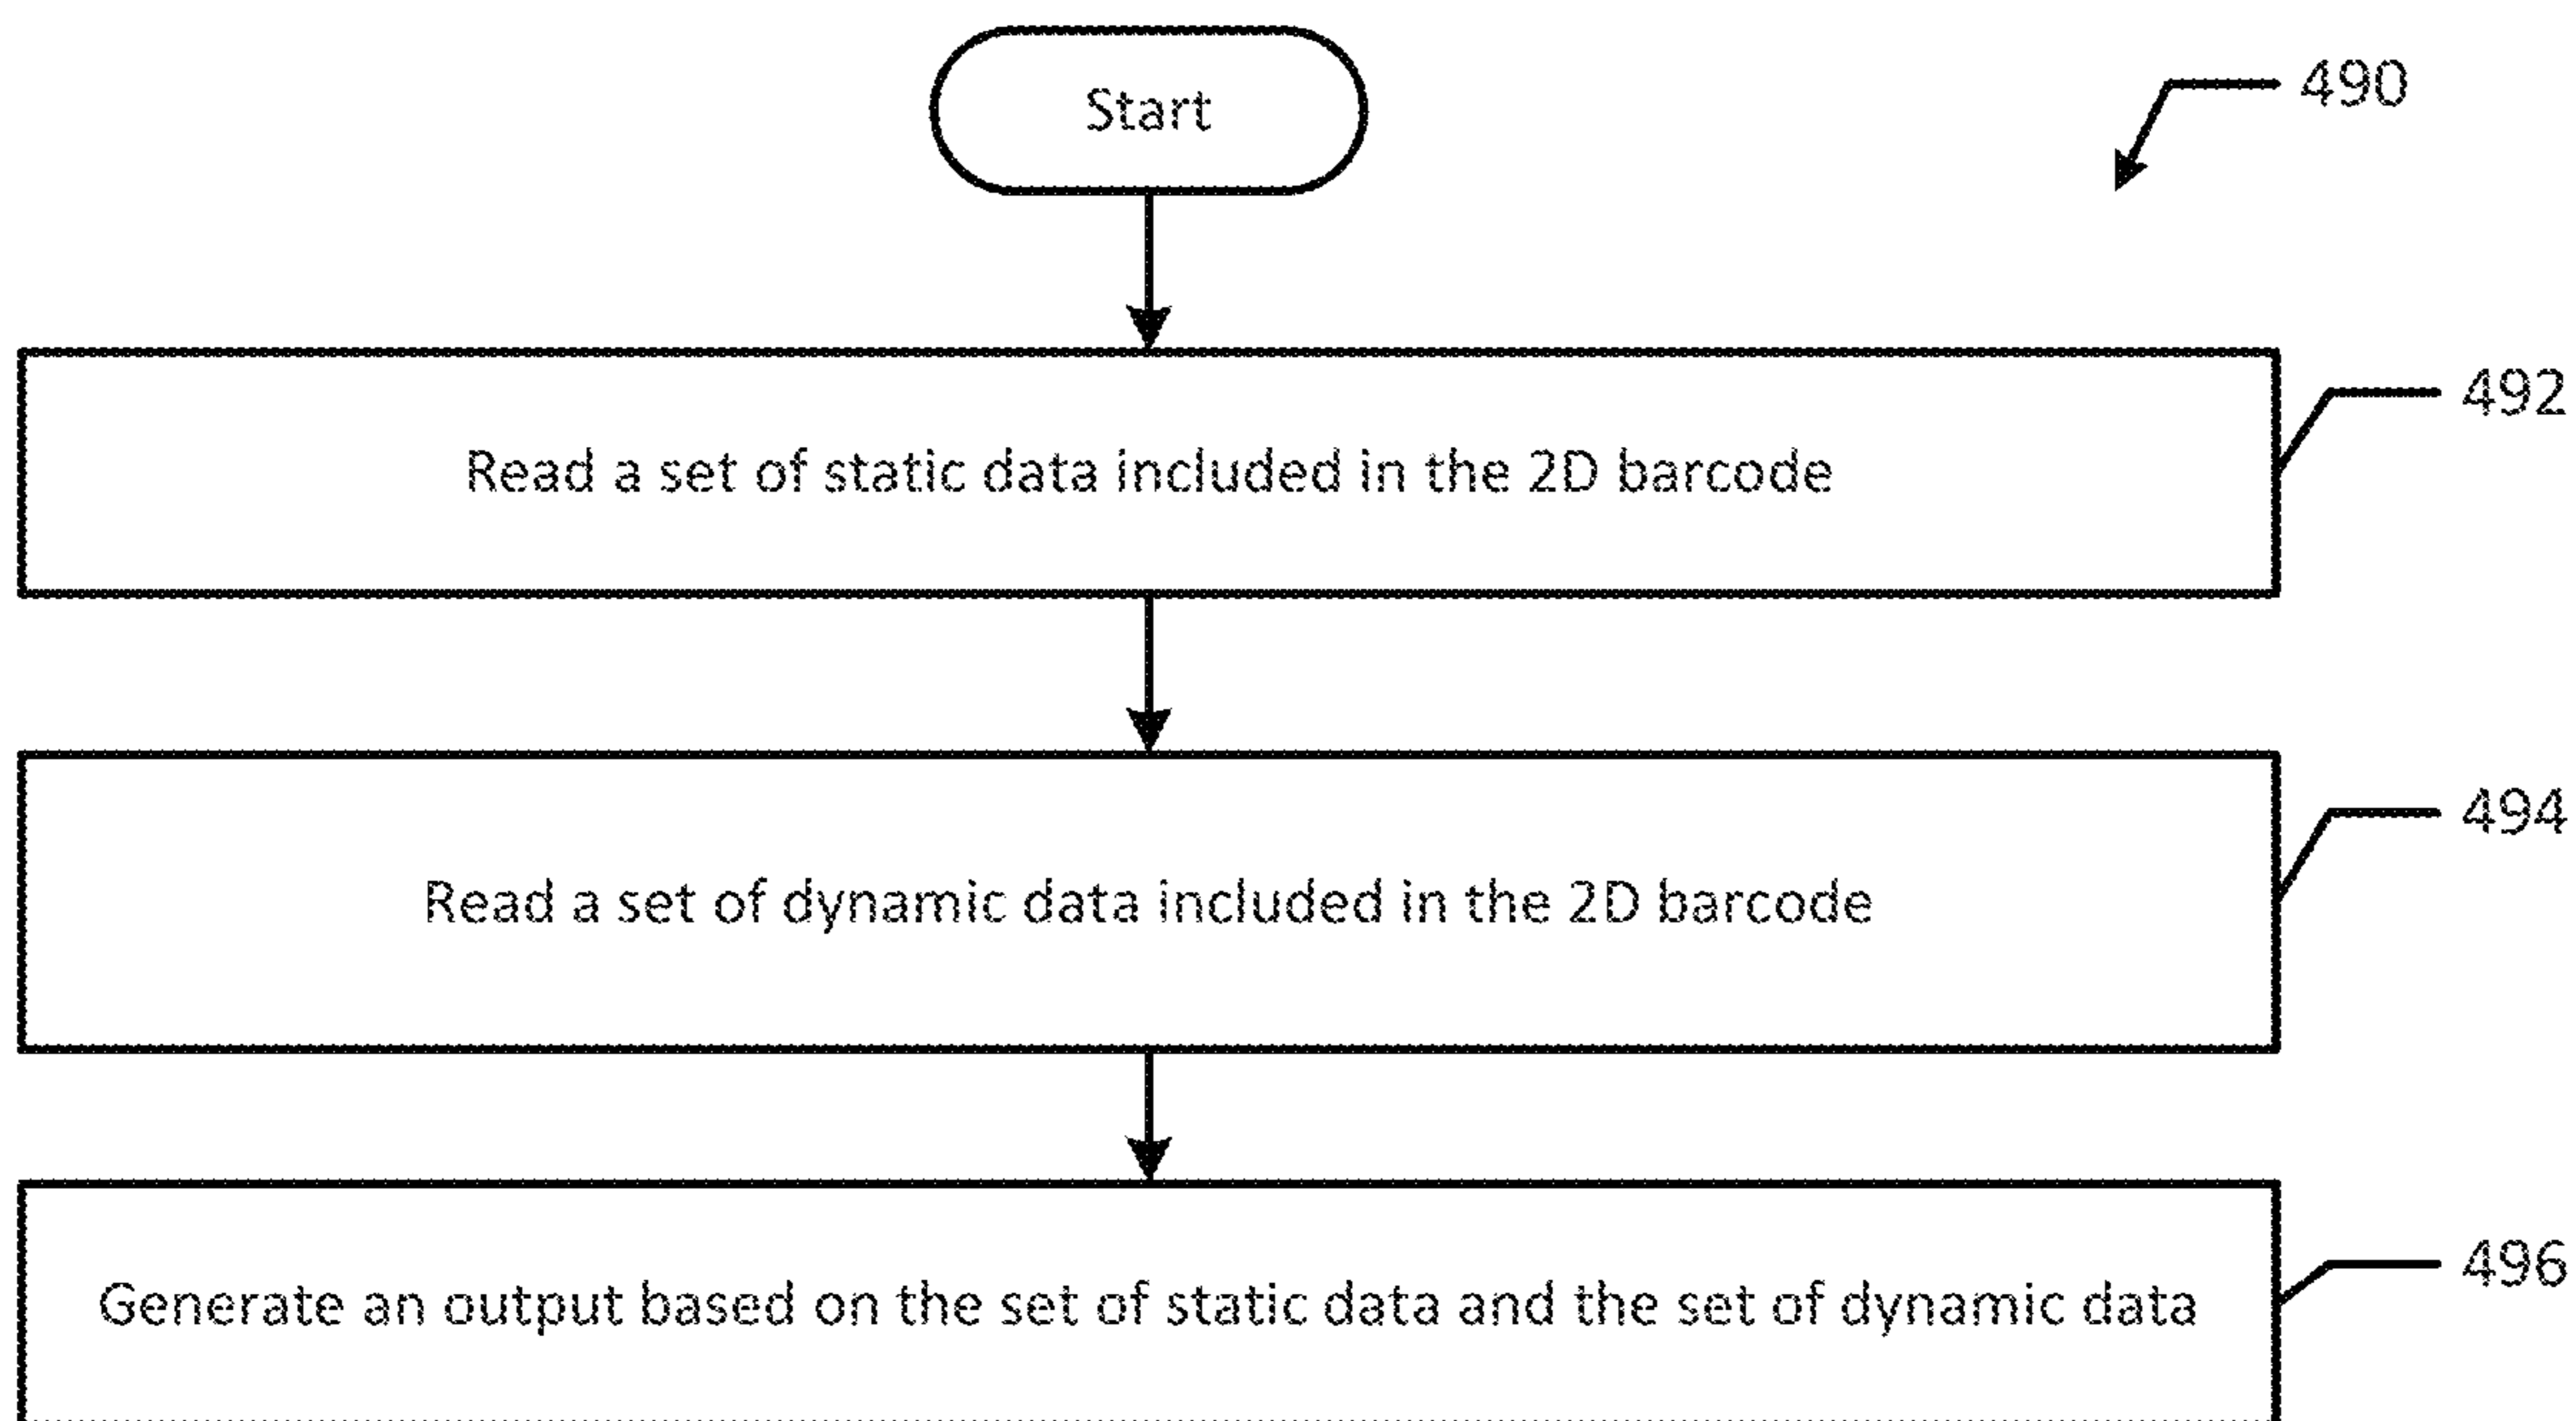 Start
490
Read a set of static data included in the 2D barcode
492
Read a set of dynamic data included in the 2D barcode
494
Generate an output based on the set of static data and the set of dynamic data
496